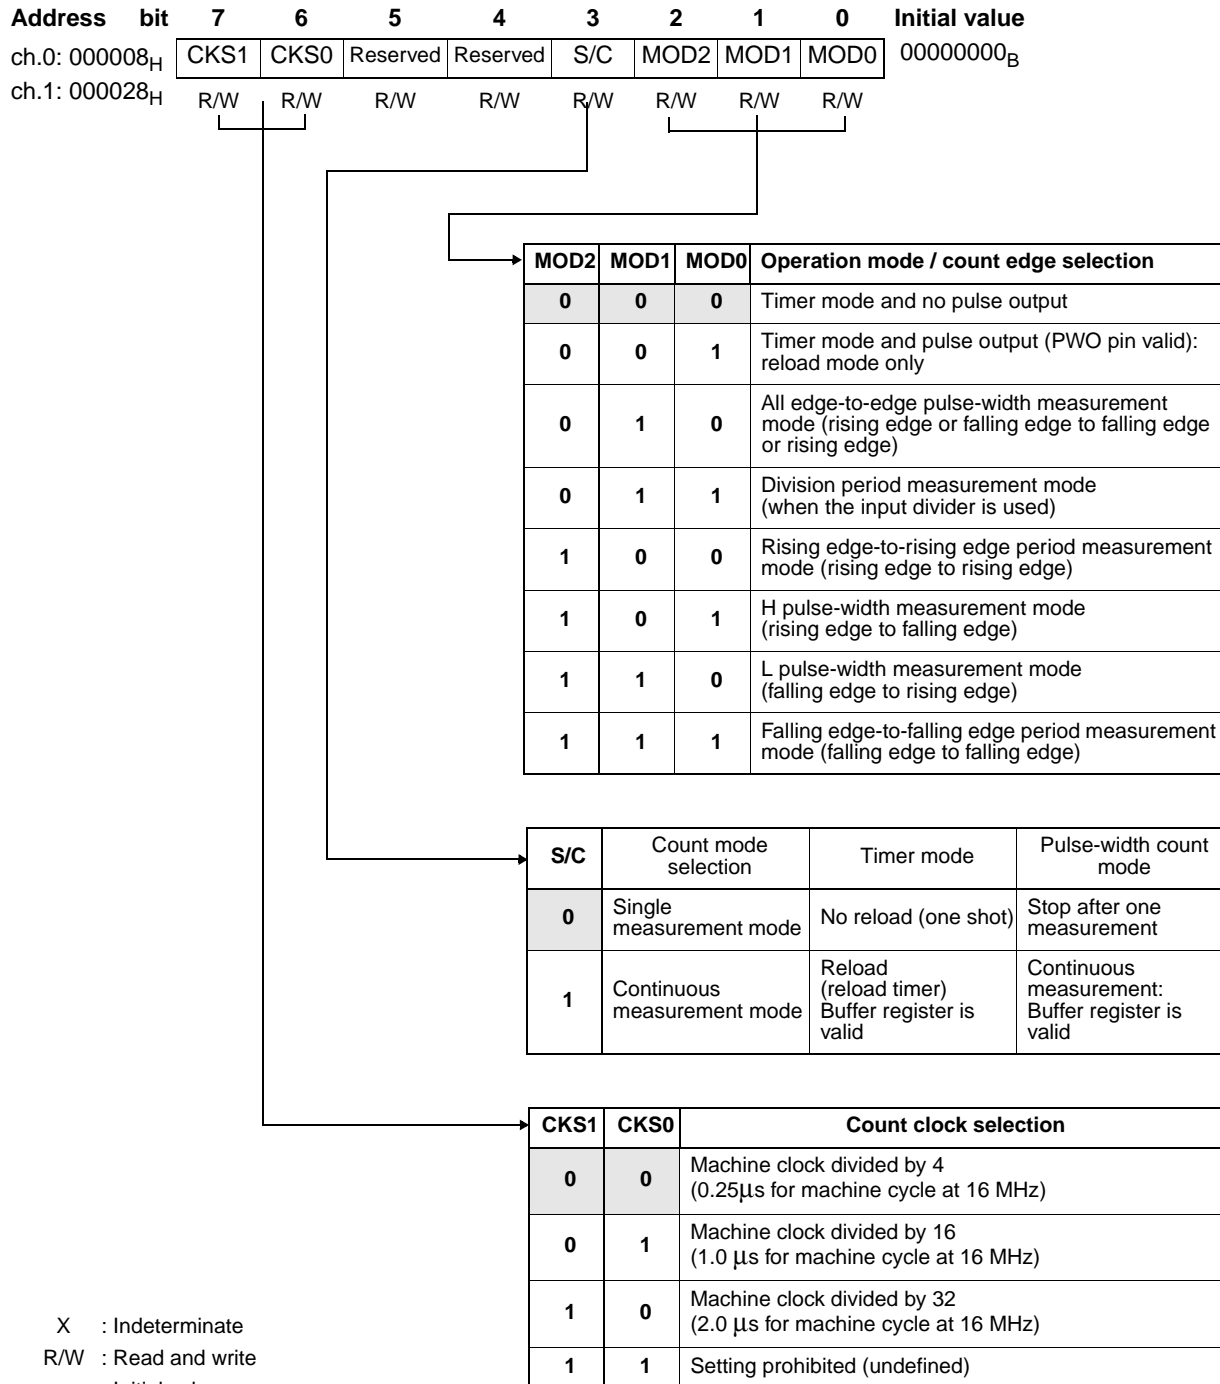 Address bit 7 6 5 4 3 2 1 0 Initial value
ch.0: 000008H CKS1 CKS0 Reserved Reserved S/C MOD2 MOD1 MOD0 00000000B
ch.1: 000028H R/W R/W R/W R/W R/W R/W R/W R/W
MOD2 MOD1 MOD0 Operation mode / count edge selection
0 0 0 Timer mode and no pulse output
0 0 1 Timer mode and pulse output (PWO pin valid):
reload mode only
0 1 0 All edge-to-edge pulse-width measurement
mode (rising edge or falling edge to falling edge
or rising edge)
0 1 1 Division period measurement mode
(when the input divider is used)
1 0 0 Rising edge-to-rising edge period measurement
mode (rising edge to rising edge)
1 0 1 H pulse-width measurement mode
(rising edge to falling edge)
1 1 0 L pulse-width measurement mode
(falling edge to rising edge)
1 1 1 Falling edge-to-falling edge period measurement
mode (falling edge to falling edge)
S/C Count mode selection Timer mode Pulse-width count mode
0 Single measurement mode No reload (one shot) Stop after one measurement
1 Continuous measurement mode Reload (reload timer) Buffer register is valid Continuous measurement: Buffer register is valid
CKS1 CKS0 Count clock selection
0 0 Machine clock divided by 4
(0.25μs for machine cycle at 16 MHz)
0 1 Machine clock divided by 16
(1.0 μs for machine cycle at 16 MHz)
1 0 Machine clock divided by 32
(2.0 μs for machine cycle at 16 MHz)
1 1 Setting prohibited (undefined)
X : Indeterminate
R/W : Read and write